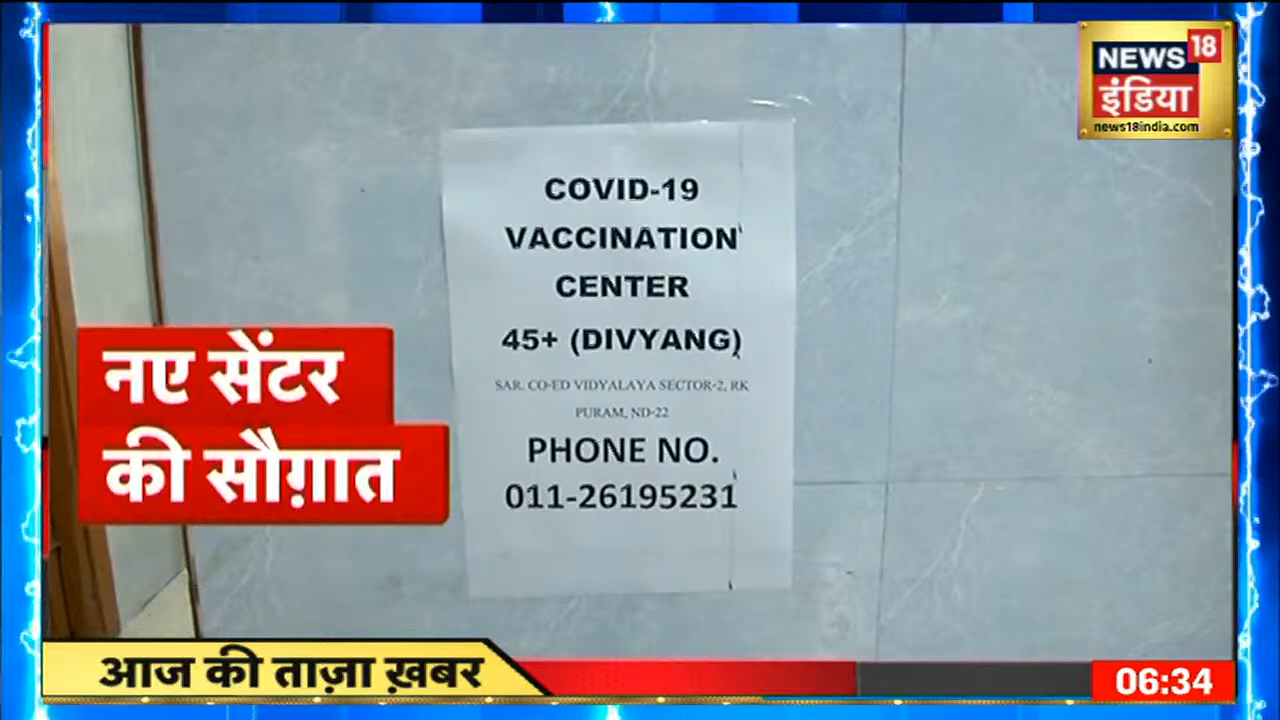 NEWS 18
इंडिया
news18india.com
COVID-19
VACCINATION
CENTER
45+ (DIVYANG)
SAR. CO-ED VIDYALAYA SECTOR-2, RK
PURAM, ND-22
PHONE NO.
011-26195231
नए सेंटर
की सौग़ात
आज की ताज़ा ख़बर
06:34